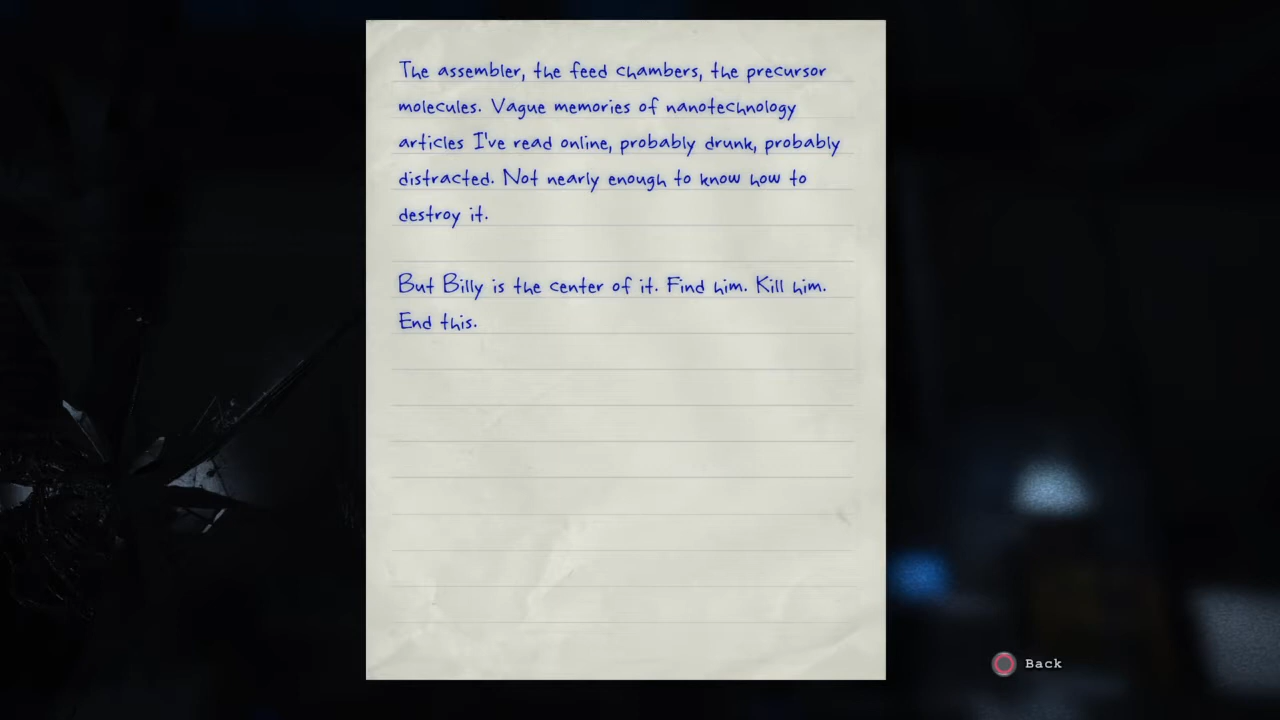 The assembler, the feed chambers, the precursor
molecules. Vague memories of nanotechnology
articles I've read online, probably drunk, probably
distracted. Not nearly enough to know how to
destroy it.
But Billy is the center of it. Find him. Kill him.
End this.
Back